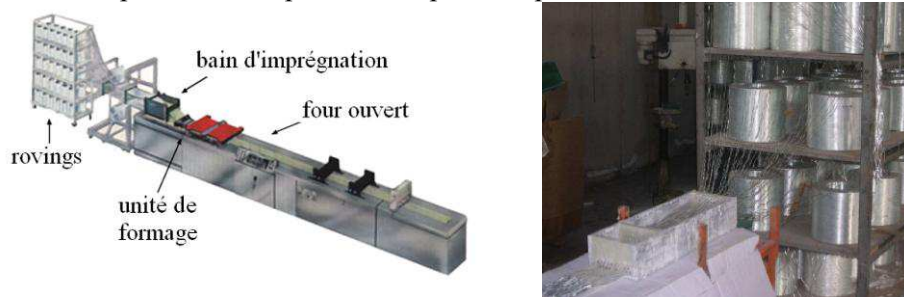 bain d'imprégnation
four ouvert
rovings
unité de
formage